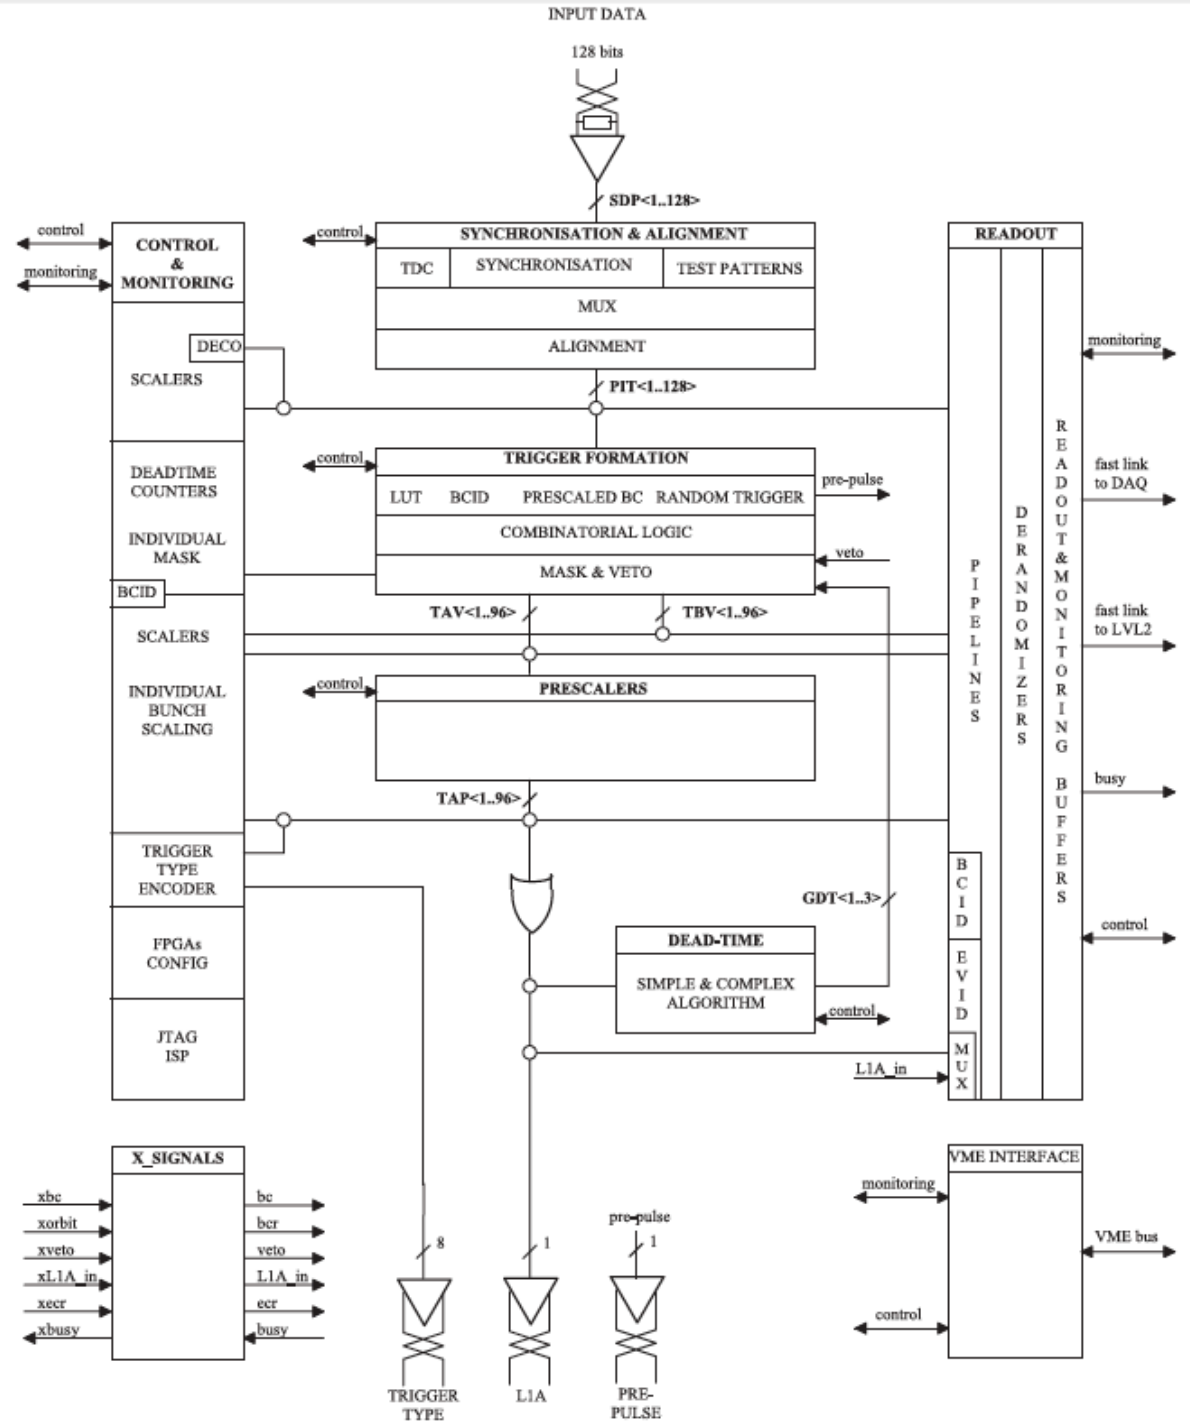 INPUT DATA
128 bits
SDP<1..128>
control
monitoring
CONTROL
&
MONITORING
DECO
SCALERS
DEADTIME
COUNTERS
INDIVIDUAL
MASK
BCID
SCALERS
INDIVIDUAL
BUNCH
SCALING
TRIGGER
TYPE
ENCODER
FPGAs
CONFIG
JTAG
ISP
control
SYNCHRONISATION & ALIGNMENT
TDC
SYNCHRONISATION
TEST PATTERNS
MUX
ALIGNMENT
PIT<1..128>
control
TRIGGER FORMATION
LUT BCID PRESCALED BC RANDOM TRIGGER
pre-pulse
COMBINATORIAL LOGIC
veto
MASK & VETO
TAV<1..96>
TBV<1..96>
control
PRESCALERS
TAP<1..96>
GDT<1..3>
DEAD-TIME
SIMPLE & COMPLEX
ALGORITHM
control
L1A_in
READOUT
PIPELINES
DERANDOMIZERS
READOUT&MONITORING BUFFERS
BCID
EVID
MUX
monitoring
fast link
to DAQ
fast link
to LVL2
busy
control
X_SIGNALS
xbc
xorbit
xveto
xL1A_in
xecr
xbusy
bc
bcr
veto
L1A_in
ecr
busy
8
1
pre-pulse
1
TRIGGER
TYPE
L1A
PRE-
PULSE
VME INTERFACE
monitoring
control
VME bus